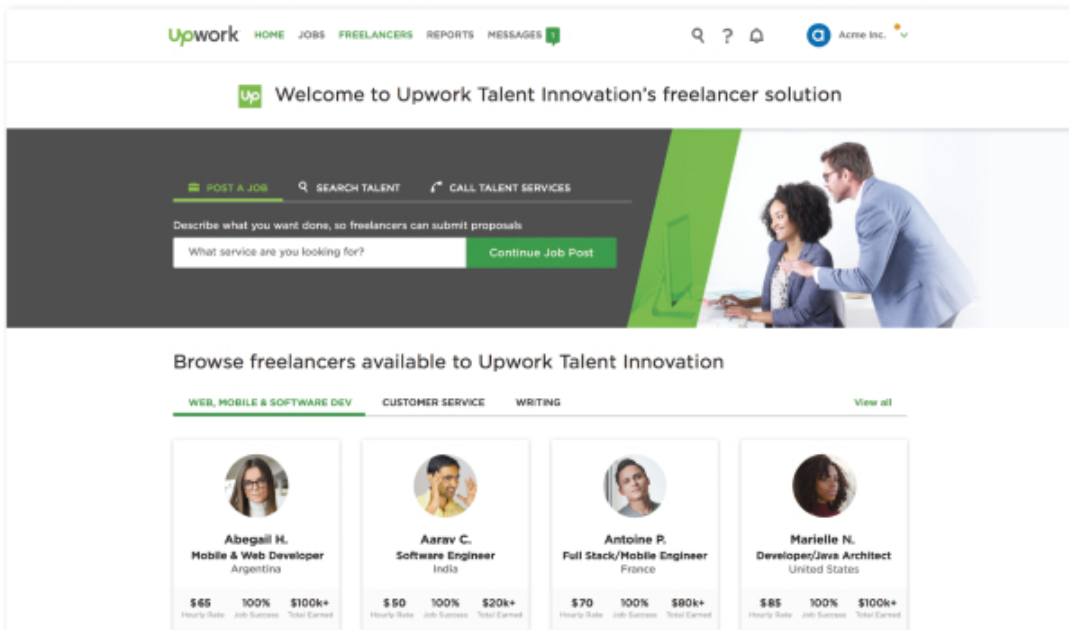 Upwork HOME JOBS FREELANCERS REPORTS MESSAGES 1 ? a Acme Inc.
Up Welcome to Upwork Talent Innovation's freelancer solution
POST A JOB SEARCH TALENT CALL TALENT SERVICES
Describe what you want done, so freelancers can submit proposals
What service are you looking for? Continue Job Post
Browse freelancers available to Upwork Talent Innovation
WEB, MOBILE & SOFTWARE DEV CUSTOMER SERVICE WRITING View all
Abegail H. Aarav C. Antoine P. Marielle N.
Mobile & Web Developer Software Engineer Full Stack/Mobile Engineer Developer/Java Architect
Argentina India France United States
$65 100% $100k+ $50 100% $20k+ $70 100% $80k+ $85 100% $100k+
Hourly Rate Job Success Total Earned Hourly Rate Job Success Total Earned Hourly Rate Job Success Total Earned Hourly Rate Job Success Total Earned